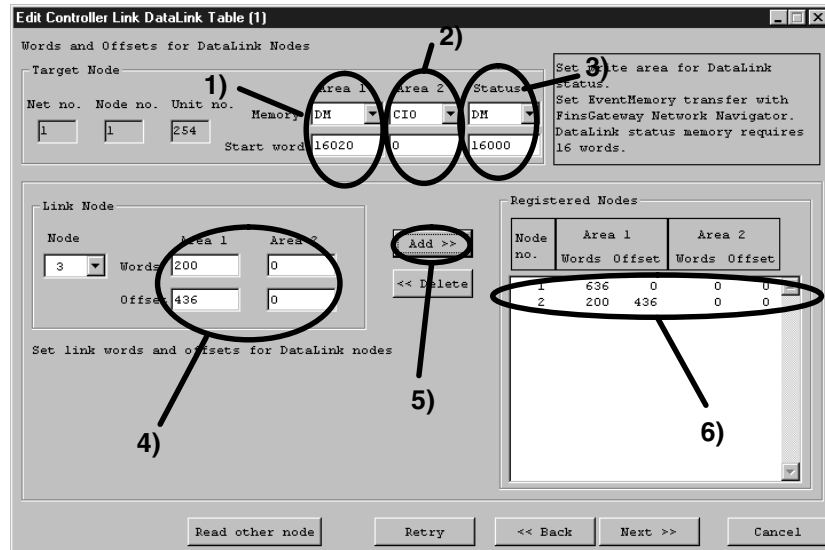 Edit Controller Link DataLink Table (1)
Words and Offsets for DataLink Nodes
2)
Target Node
1)
3)
Area 1 Area 2 Status
Net no. Node no. Unit no.
Memory DM CIO DM
1 1 254
Start word 16020 0 16000
Set write area for DataLink
status.
Set EventMemory transfer with
FinsGateway Network Navigator.
DataLink status memory requires
16 words.
Link Node
Node Area 1 Area 2
3 Words 200 0
Offset 436 0
Set link words and offsets for DataLink nodes
4)
Add >>
<< Delete
5)
Registered Nodes
Node Area 1 Area 2
no. Words Offset Words Offset
1 636 0 0 0
2 200 436 0 0
6)
Read other node Retry << Back Next >> Cancel